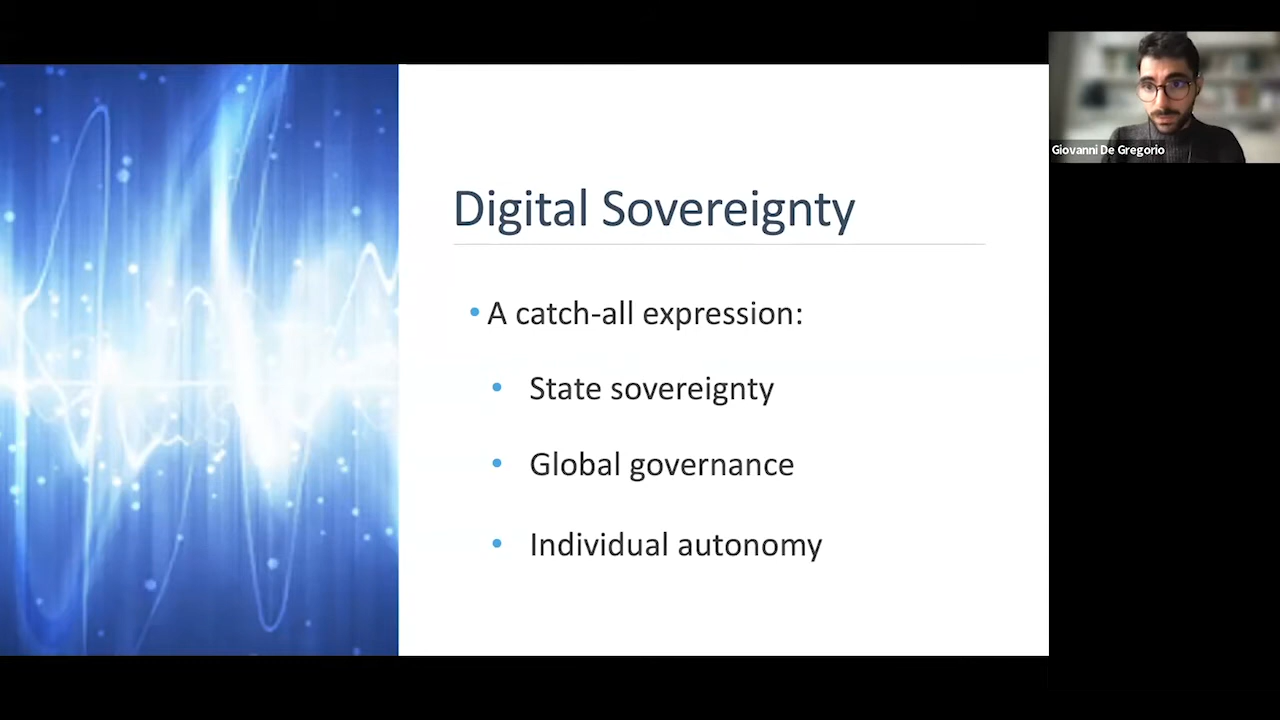 Digital Sovereignty
• A catch-all expression:
• State sovereignty
• Global governance
• Individual autonomy
Giovanni De Gregorio